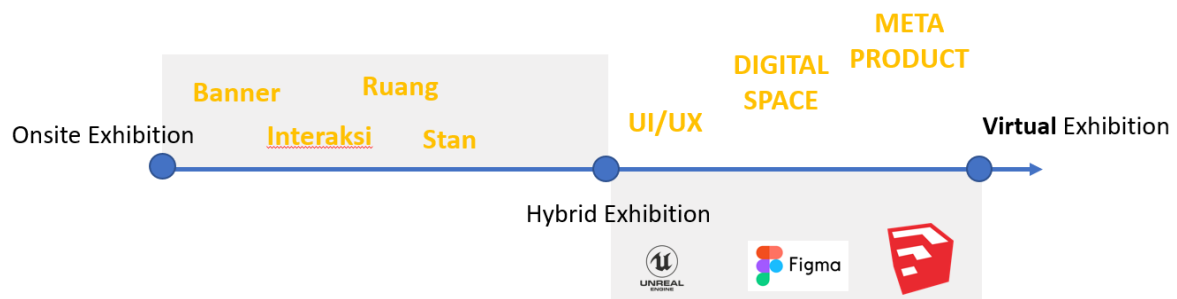 META
PRODUCT
DIGITAL
SPACE
Banner
Ruang
UI/UX
Onsite Exhibition
Interaksi
Stan
Virtual Exhibition
Hybrid Exhibition
UNREAL
ENGINE
Figma